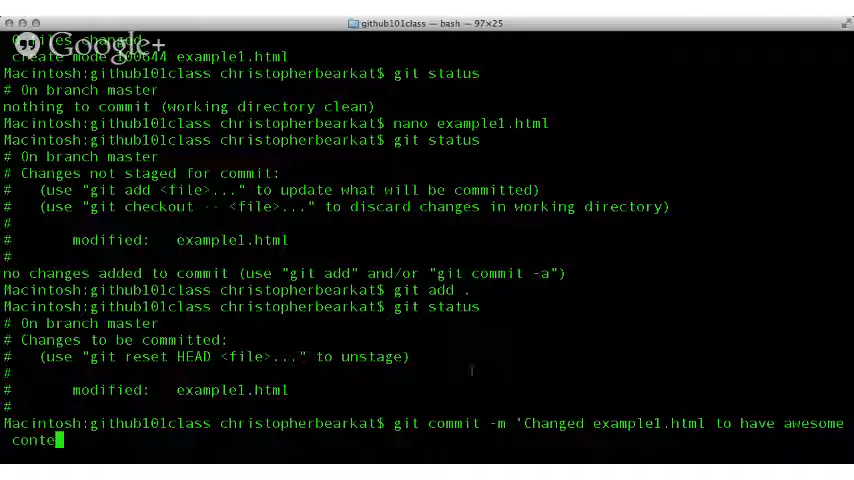 github101class — bash — 97×25
0 files changed
Google+
create mode 100644 example1.html
Macintosh:github101class christopherbearkat$ git status
# On branch master
nothing to commit (working directory clean)
Macintosh:github101class christopherbearkat$ nano example1.html
Macintosh:github101class christopherbearkat$ git status
# On branch master
# Changes not staged for commit:
#   (use "git add <file>..." to update what will be committed)
#   (use "git checkout -- <file>..." to discard changes in working directory)
#
#       modified:   example1.html
#
no changes added to commit (use "git add" and/or "git commit -a")
Macintosh:github101class christopherbearkat$ git add .
Macintosh:github101class christopherbearkat$ git status
# On branch master
# Changes to be committed:
#   (use "git reset HEAD <file>..." to unstage)
#
#       modified:   example1.html
#
Macintosh:github101class christopherbearkat$ git commit -m 'Changed example1.html to have awesome
conte